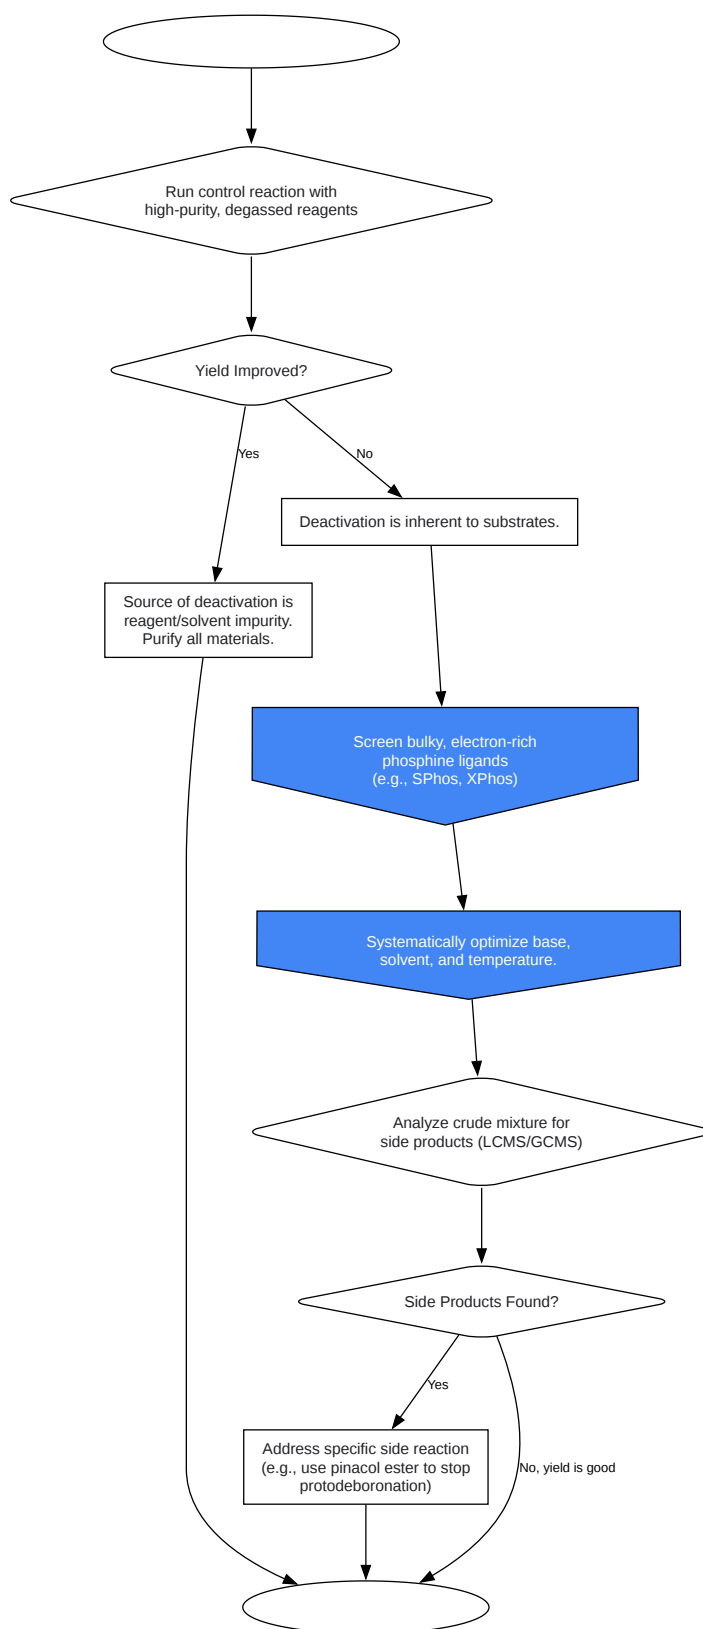 Run control reaction with
high-purity, degassed reagents
Yield Improved?
Yes
No
Deactivation is inherent to substrates.
Source of deactivation is
reagent/solvent impurity.
Purify all materials.
Screen bulky, electron-rich
phosphine ligands
(e.g., SPhos, XPhos)
Systematically optimize base,
solvent, and temperature.
Analyze crude mixture for
side products (LCMS/GCMS)
Side Products Found?
Yes
Address specific side reaction
(e.g., use pinacol ester to stop
protodeboronation)
No, yield is good